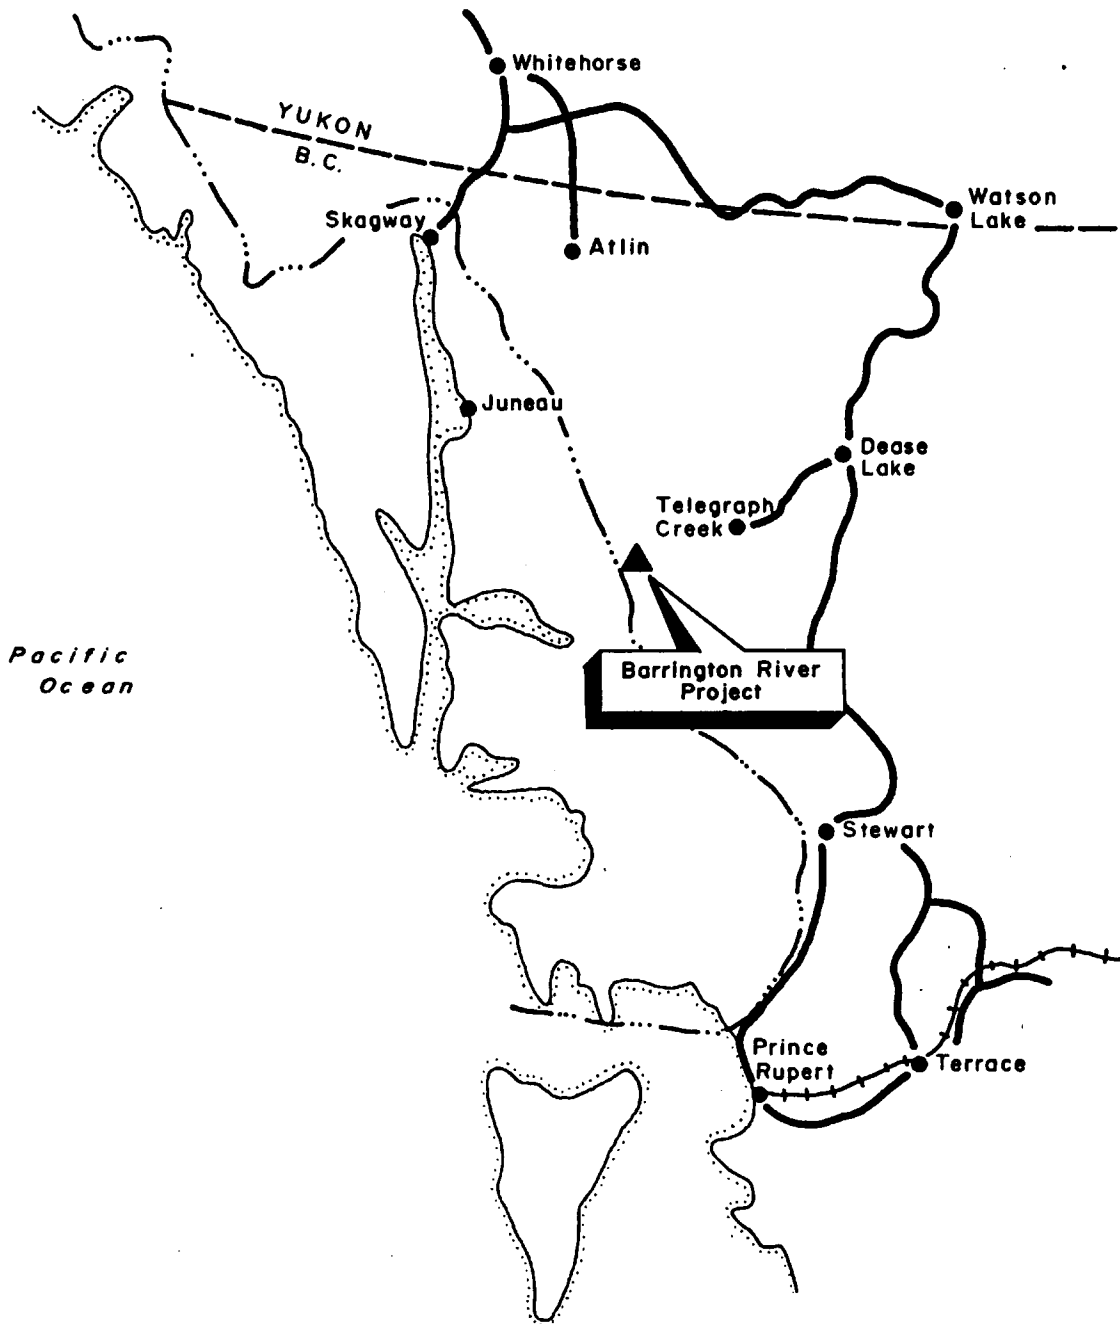 Whitehorse
YUKON
B.C.
Watson
Lake
Skagway
Atlin
Juneau
Dease
Lake
Telegraph
Creek
Pacific
Ocean
Barrington River
Project
Stewart
Prince
Rupert
Terrace